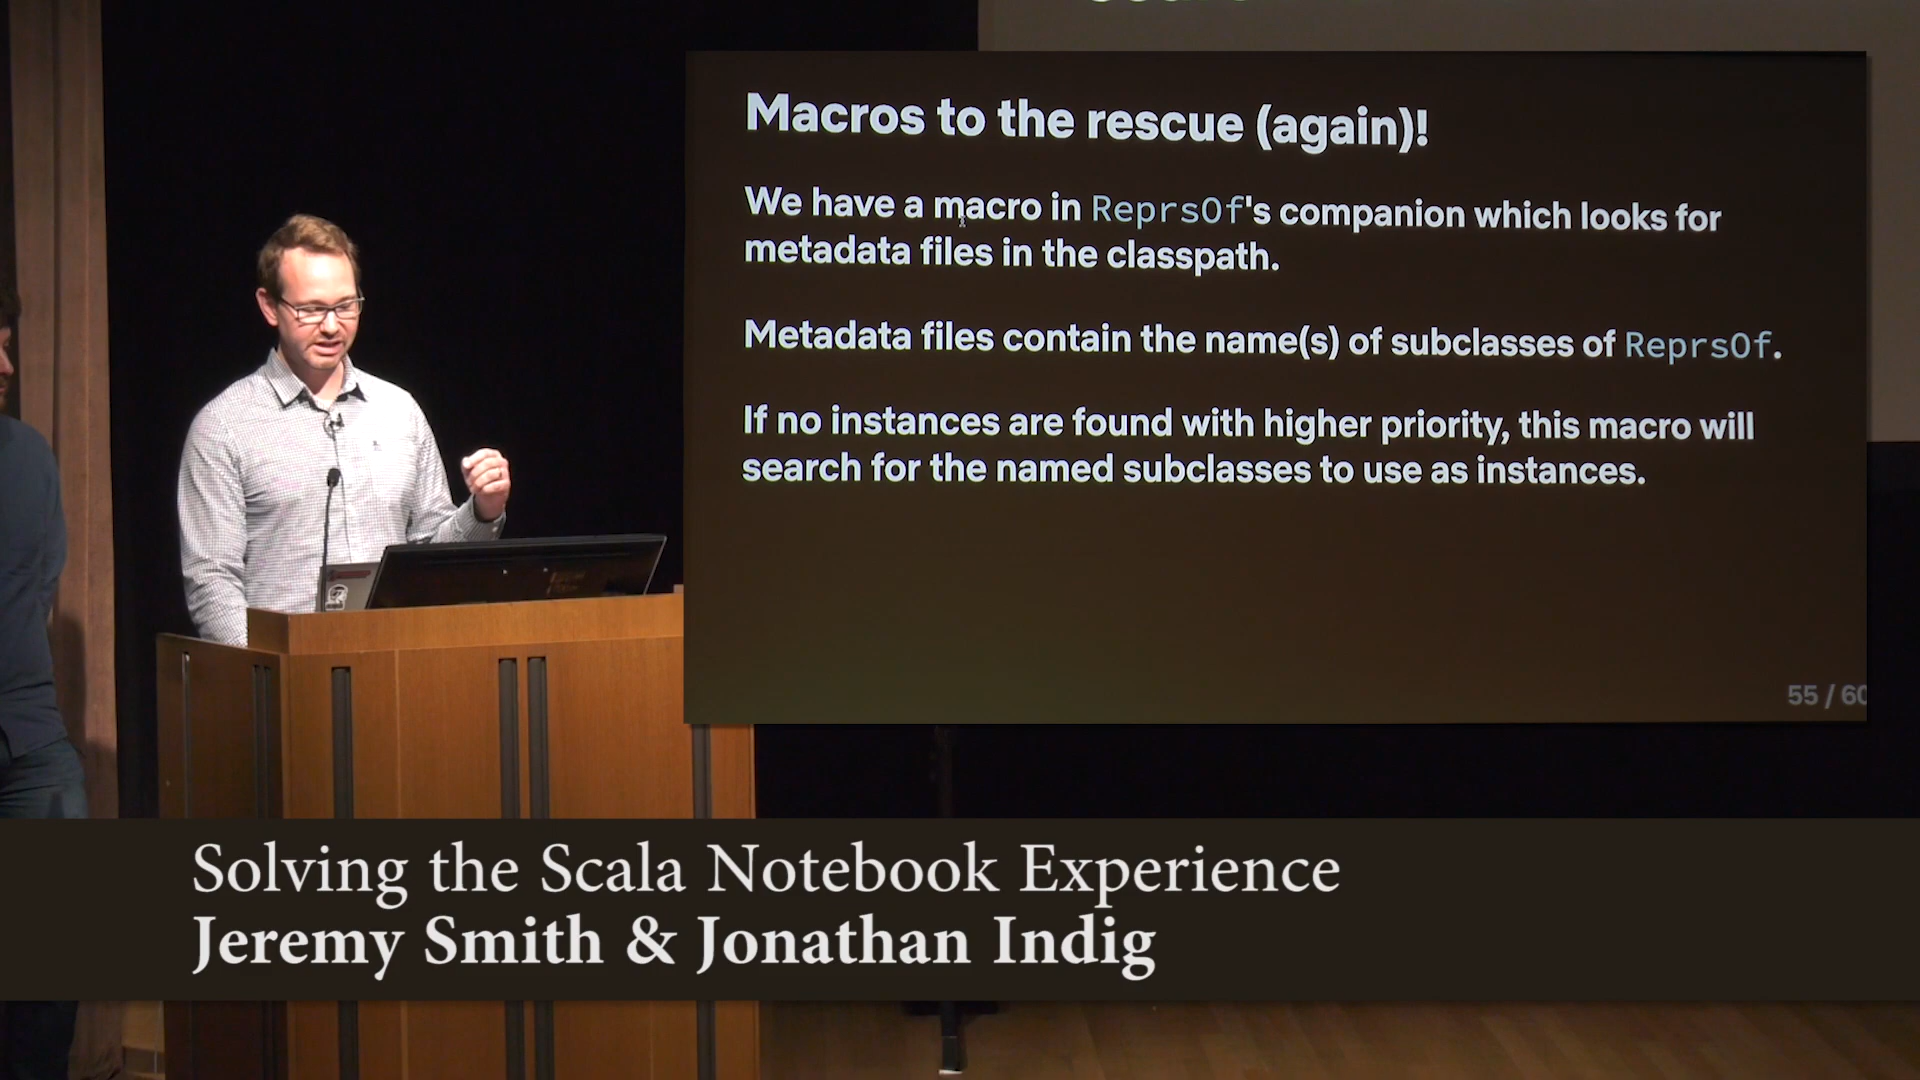 Macros to the rescue (again)!
We have a macro in ReprsOf's companion which looks for
metadata files in the classpath.
Metadata files contain the name(s) of subclasses of ReprsOf.
If no instances are found with higher priority, this macro will
search for the named subclasses to use as instances.
55 / 60
Solving the Scala Notebook Experience
Jeremy Smith & Jonathan Indig